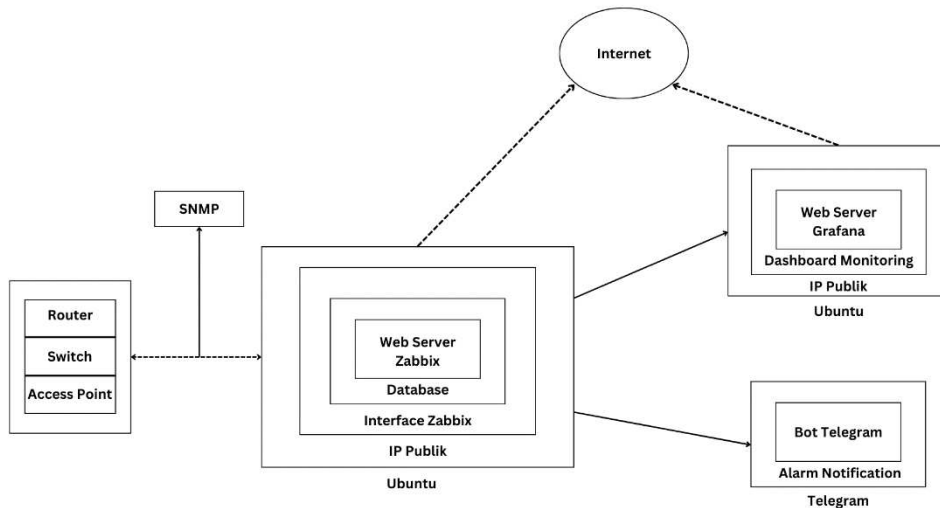 Internet
SNMP
Router
Switch
Access Point
Web Server
Zabbix
Database
Interface Zabbix
IP Publik
Ubuntu
Web Server
Grafana
Dashboard Monitoring
IP Publik
Ubuntu
Bot Telegram
Alarm Notification
Telegram